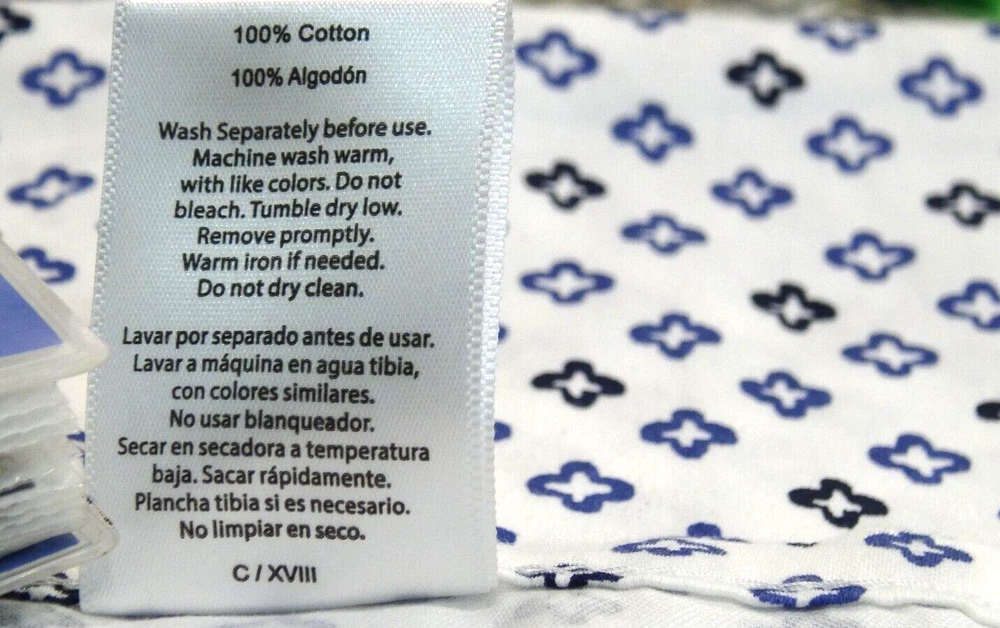 100% Cotton
100% Algodón
Wash Separately before use.
Machine wash warm,
with like colors. Do not
bleach. Tumble dry low.
Remove promptly.
Warm iron if needed.
Do not dry clean.
Lavar por separado antes de usar.
Lavar a máquina en agua tibia,
con colores similares.
No usar blanqueador.
Secar en secadora a temperatura
baja. Sacar rápidamente.
Plancha tibia si es necesario.
No limpiar en seco.
C / XVIII